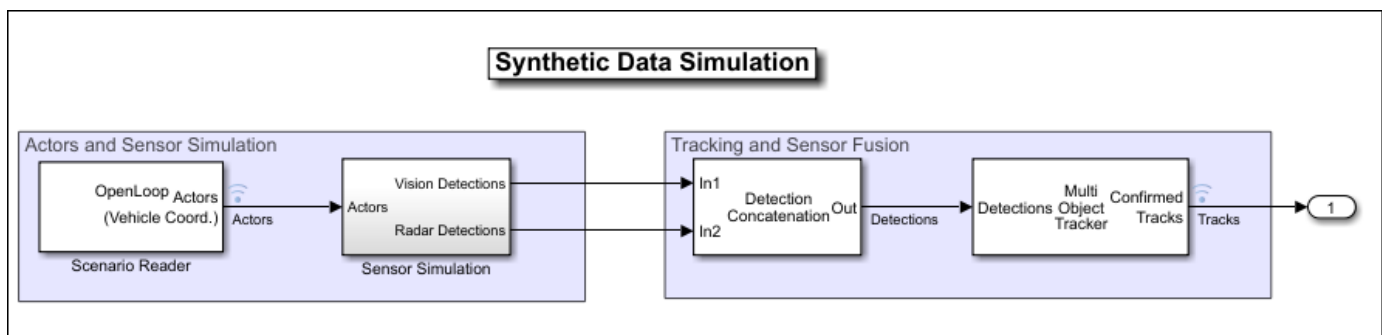 Synthetic Data Simulation
Actors and Sensor Simulation
OpenLoop
(Vehicle Coord.)
Actors
Actors
Scenario Reader
Actors
Vision Detections
Radar Detections
Sensor Simulation
Tracking and Sensor Fusion
In1
In2
Detection
Concatenation
Out
Detections
Detections
Multi
Object
Tracker
Confirmed
Tracks
Tracks
1